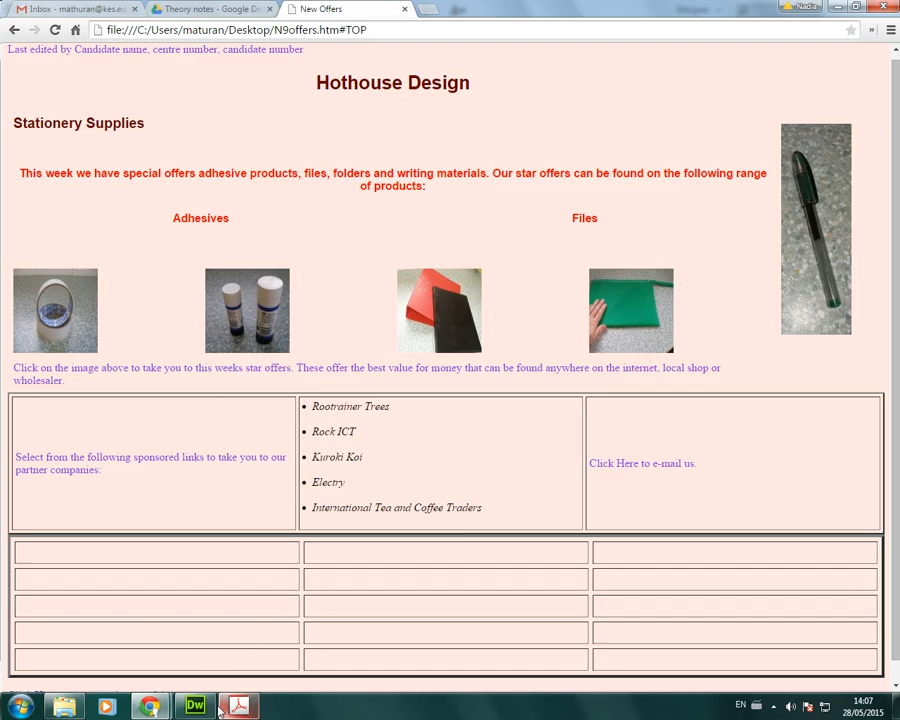 Inbox - mathuran@kes.ed
Theory notes - Google Dr
New Offers
Nadia
file:///C:/Users/maturan/Desktop/N9offers.htm#TOP
Last edited by Candidate name, centre number, candidate number
Hothouse Design
Stationery Supplies
This week we have special offers adhesive products, files, folders and writing materials. Our star offers can be found on the following range
of products:
Adhesives
Files
Click on the image above to take you to this weeks star offers. These offer the best value for money that can be found anywhere on the internet, local shop or
wholesaler.
Select from the following sponsored links to take you to our
partner companies:
• Rootrainer Trees
• Rock ICT
• Kuroki Koi
• Electry
• International Tea and Coffee Traders
Click Here to e-mail us.
Dw
EN
14:07
28/05/2015